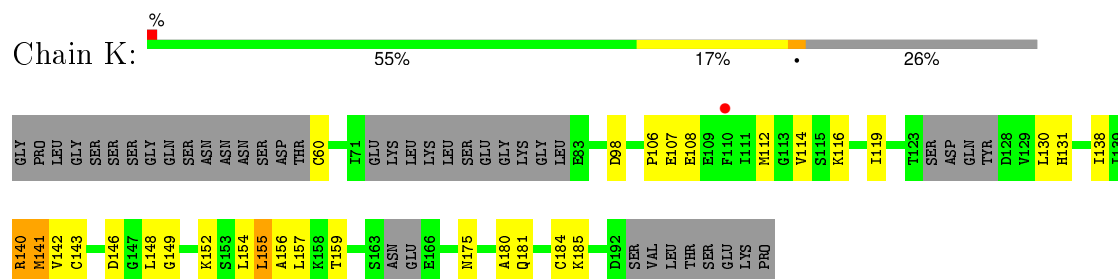 %
Chain K:
55% 17% • 26%
GLY PRO LEU GLY SER SER SER GLY GLN SER ASN ASN ASN SER ASP THR C60 I71 GLU LYS LEU LYS LEU SER GLU GLY LYS GLY LEU E83 D98 P106 E107 E108 E109 F110 I111 M112 G113 V114 S115 K116 I119 T123 SER ASP GLN TYR D128 V129 L130 H131 I138 I139
R140 M141 V142 C143 D146 G147 L148 G149 K152 S153 L154 L155 A156 L157 K158 T159 S163 ASN GLU E166 N175 A180 Q181 C184 K185 D192 SER VAL LEU THR SER GLU LYS PRO